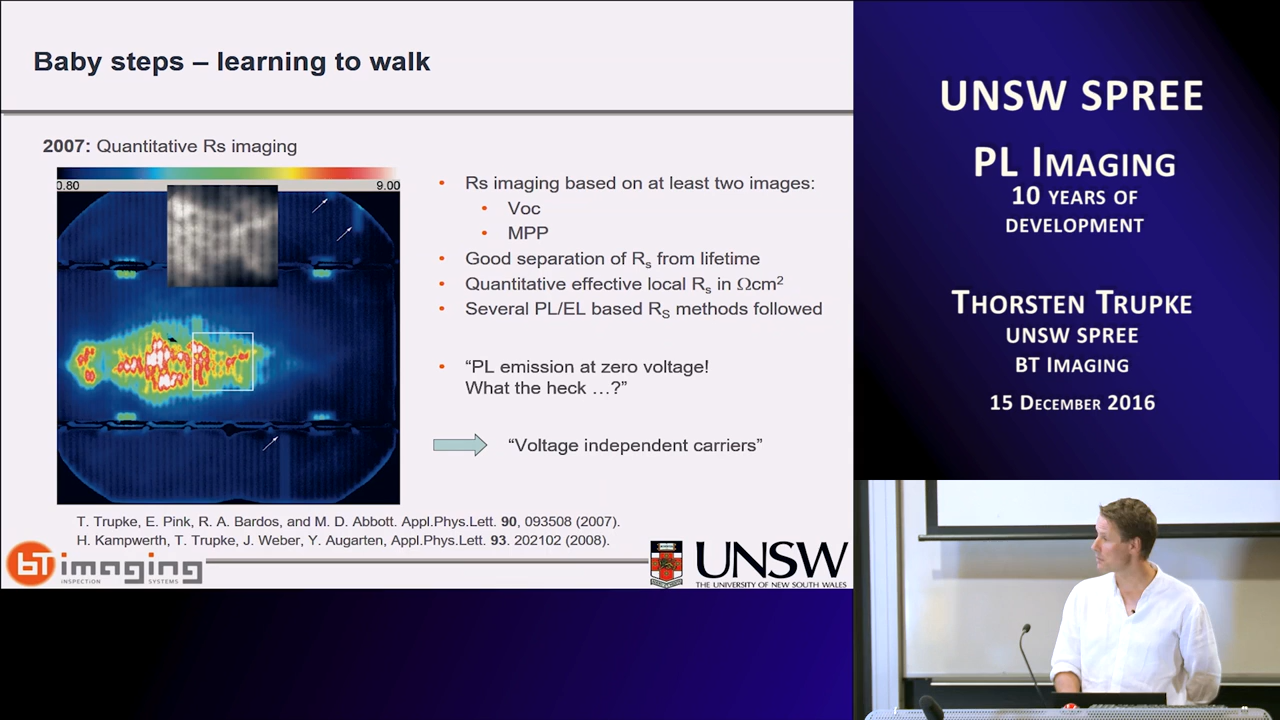 Baby steps – learning to walk
2007: Quantitative Rs imaging
0.80
9.00
• Rs imaging based on at least two images:
• Voc
• MPP
• Good separation of Rs from lifetime
• Quantitative effective local Rs in Ωcm2
• Several PL/EL based RS methods followed
• “PL emission at zero voltage!
What the heck …?”
“Voltage independent carriers”
T. Trupke, E. Pink, R. A. Bardos, and M. D. Abbott. Appl.Phys.Lett. 90, 093508 (2007).
H. Kampwerth, T. Trupke, J. Weber, Y. Augarten, Appl.Phys.Lett. 93. 202102 (2008).
bT imaging
INSPECTION SYSTEMS
UNSW
THE UNIVERSITY OF NEW SOUTH WALES
UNSW SPREE
PL IMAGING
10 YEARS OF
DEVELOPMENT
THORSTEN TRUPKE
UNSW SPREE
BT IMAGING
15 DECEMBER 2016